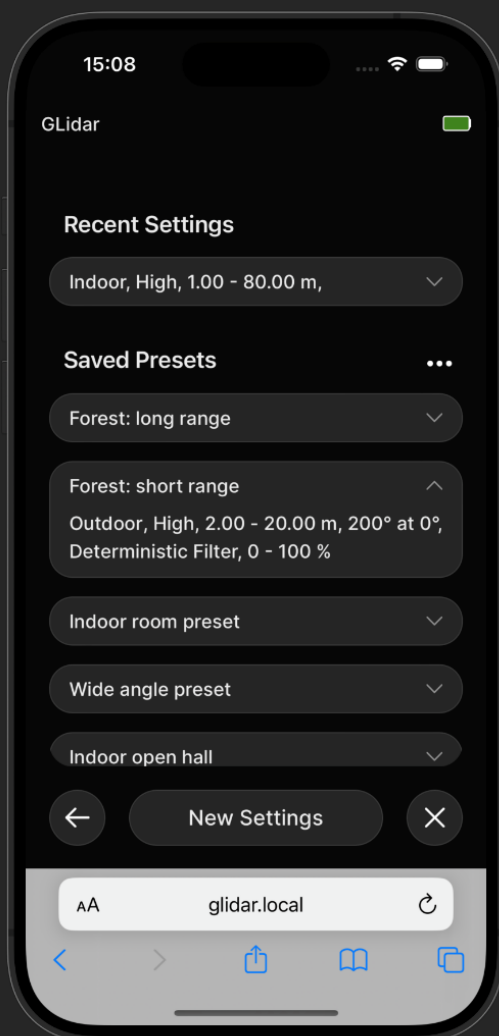 15:08
GLidar
Recent Settings
Indoor, High, 1.00 - 80.00 m,
Saved Presets
Forest: long range
Forest: short range
Outdoor, High, 2.00 - 20.00 m, 200° at 0°,
Deterministic Filter, 0 - 100 %
Indoor room preset
Wide angle preset
Indoor open hall
New Settings
AA glidar.local